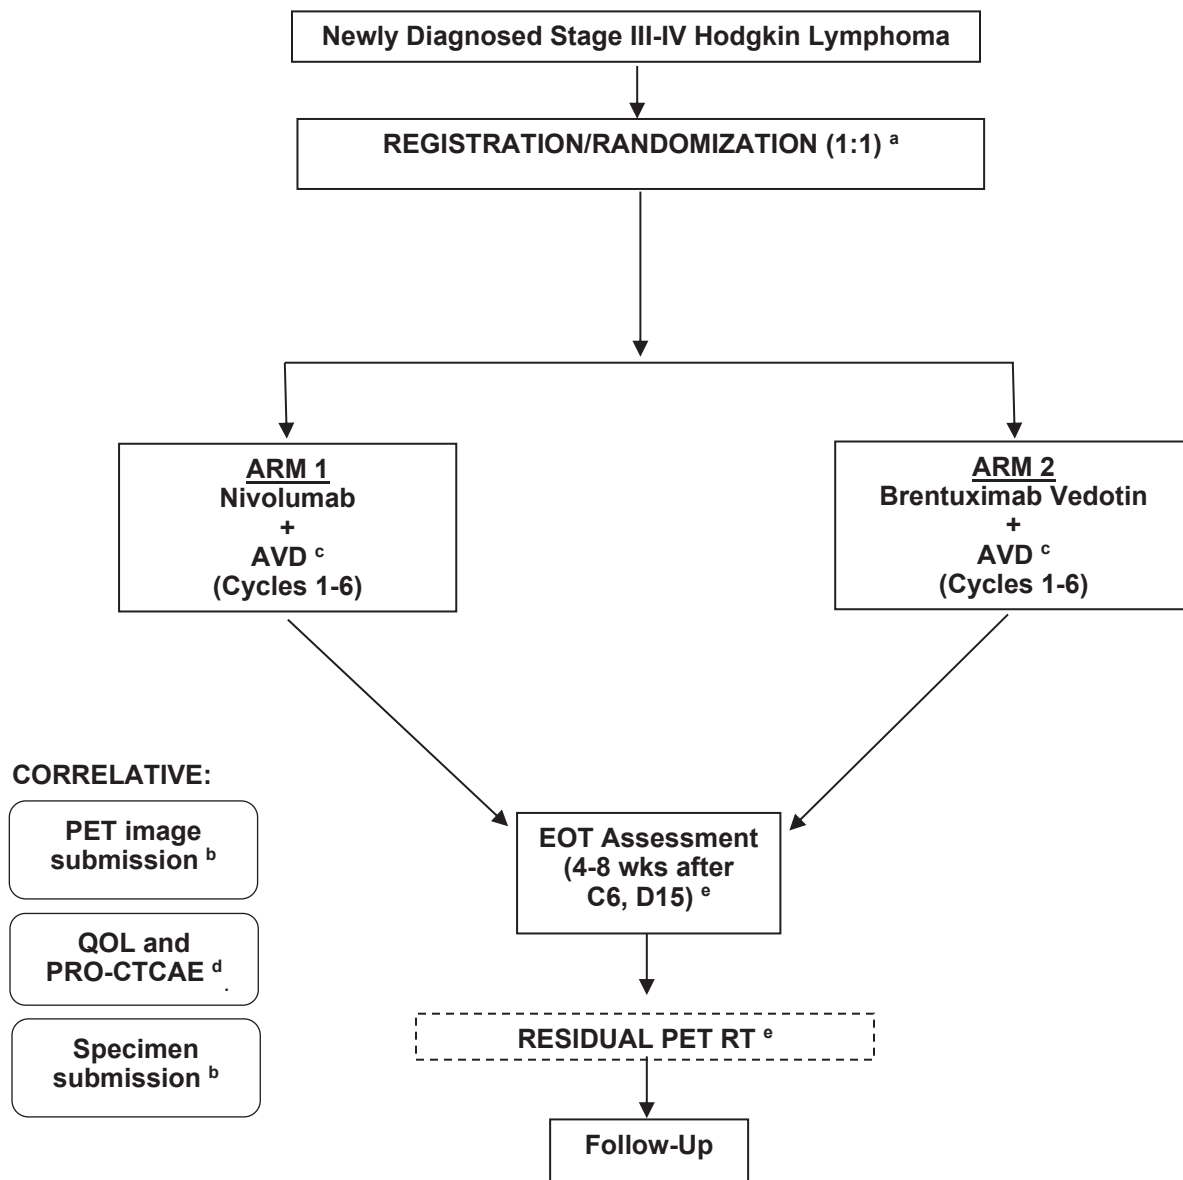 Newly Diagnosed Stage III-IV Hodgkin Lymphoma
REGISTRATION/RANDOMIZATION (1:1) a
ARM 1
Nivolumab
+
AVD c
(Cycles 1-6)
ARM 2
Brentuximab Vedotin
+
AVD c
(Cycles 1-6)
CORRELATIVE:
PET image
submission b
QOL and
PRO-CTCAE d .
Specimen
submission b
EOT Assessment
(4-8 wks after
C6, D15) e
RESIDUAL PET RT e
Follow-Up